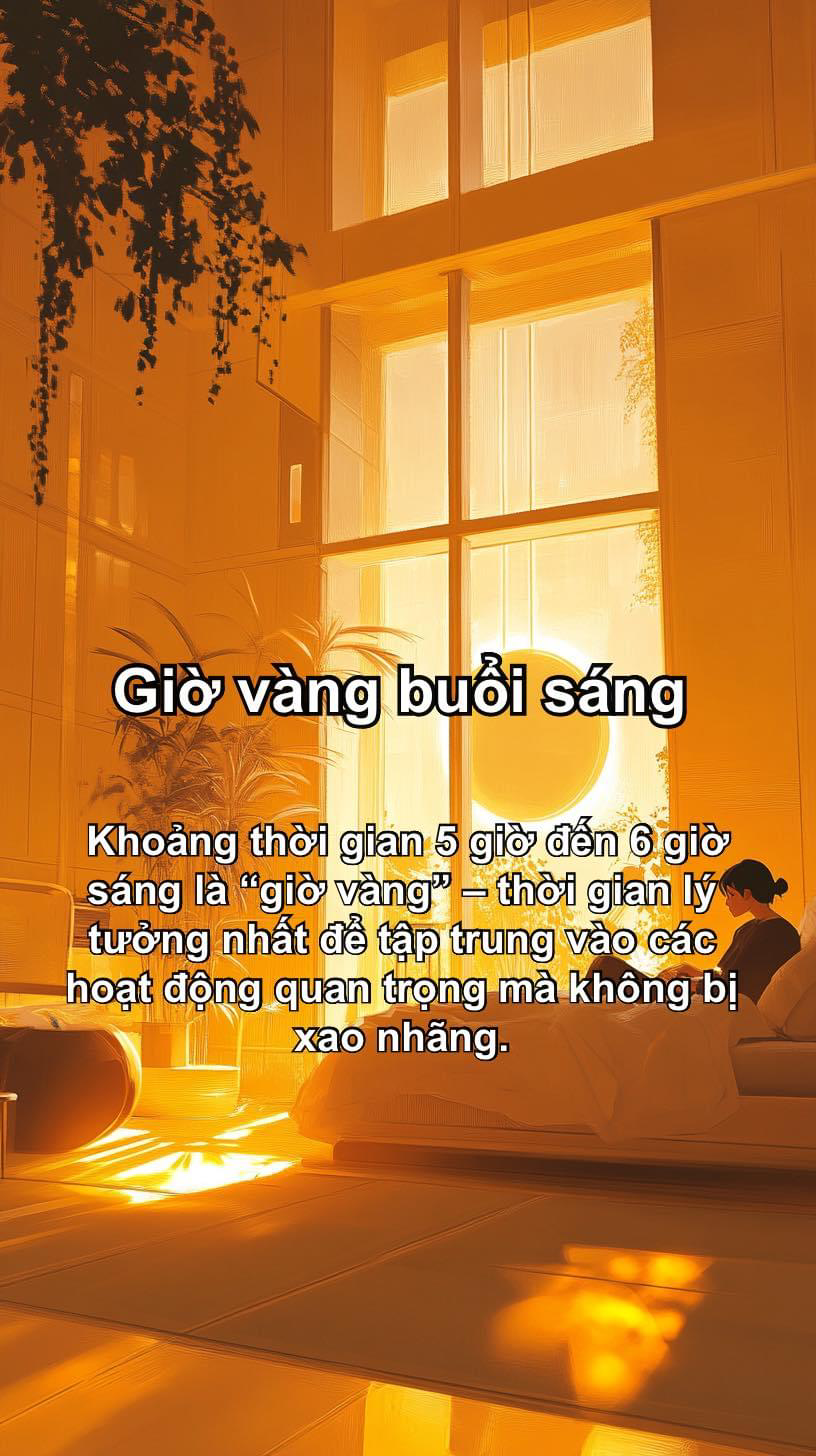 Giờ vàng buổi sáng
Khoảng thời gian 5 giờ đến 6 giờ
sáng là “giờ vàng” – thời gian lý
tưởng nhất để tập trung vào các
hoạt động quan trọng mà không bị
xao nhãng.